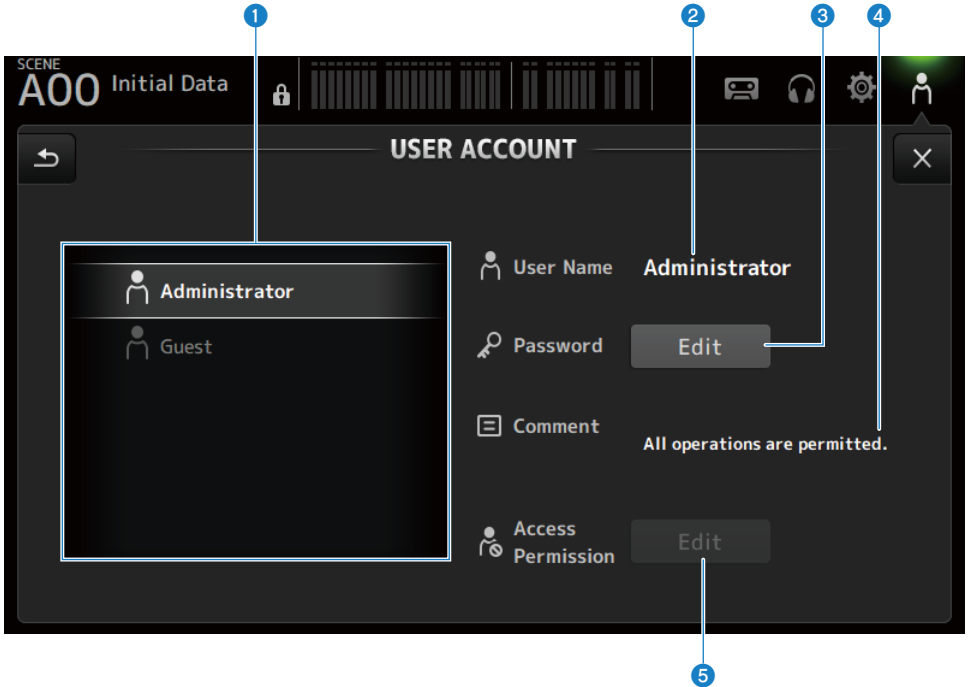 1 2 3 4
SCENE
A00 Initial Data
USER ACCOUNT
Administrator
Guest
User Name Administrator
Password Edit
Comment
All operations are permitted.
Access
Permission Edit
5